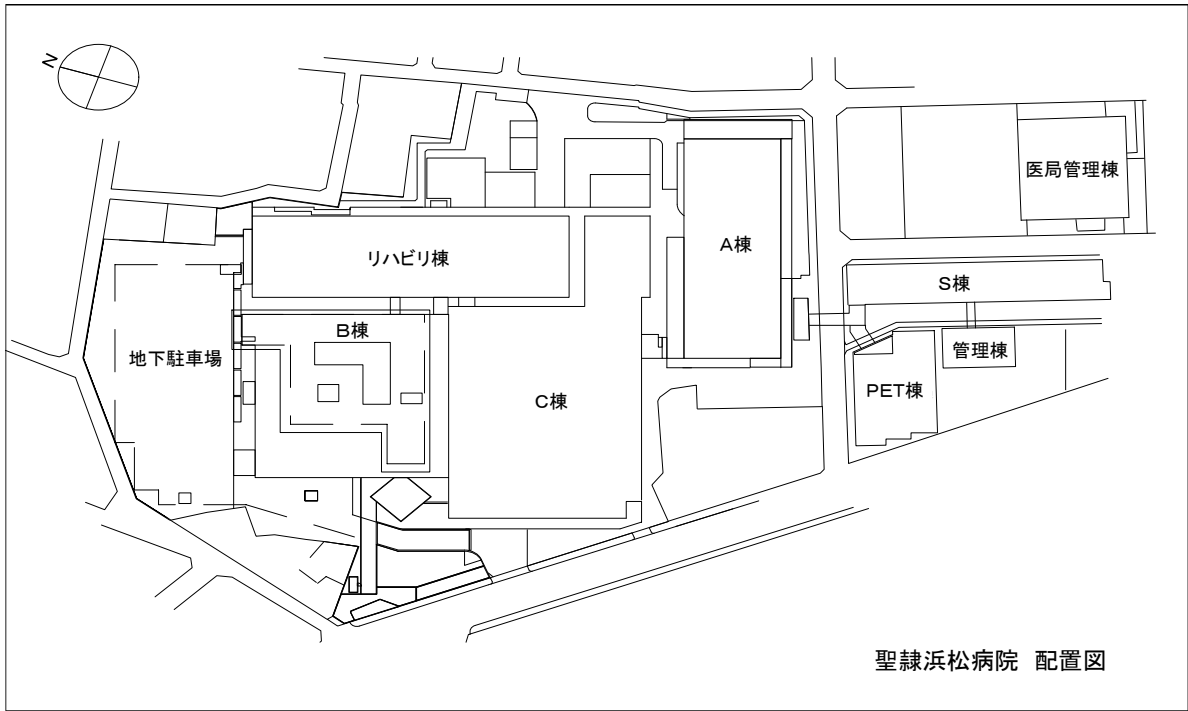 N
医局管理棟
A棟
リハビリ棟
S棟
B棟
管理棟
地下駐車場
PET棟
C棟
聖隷浜松病院 配置図